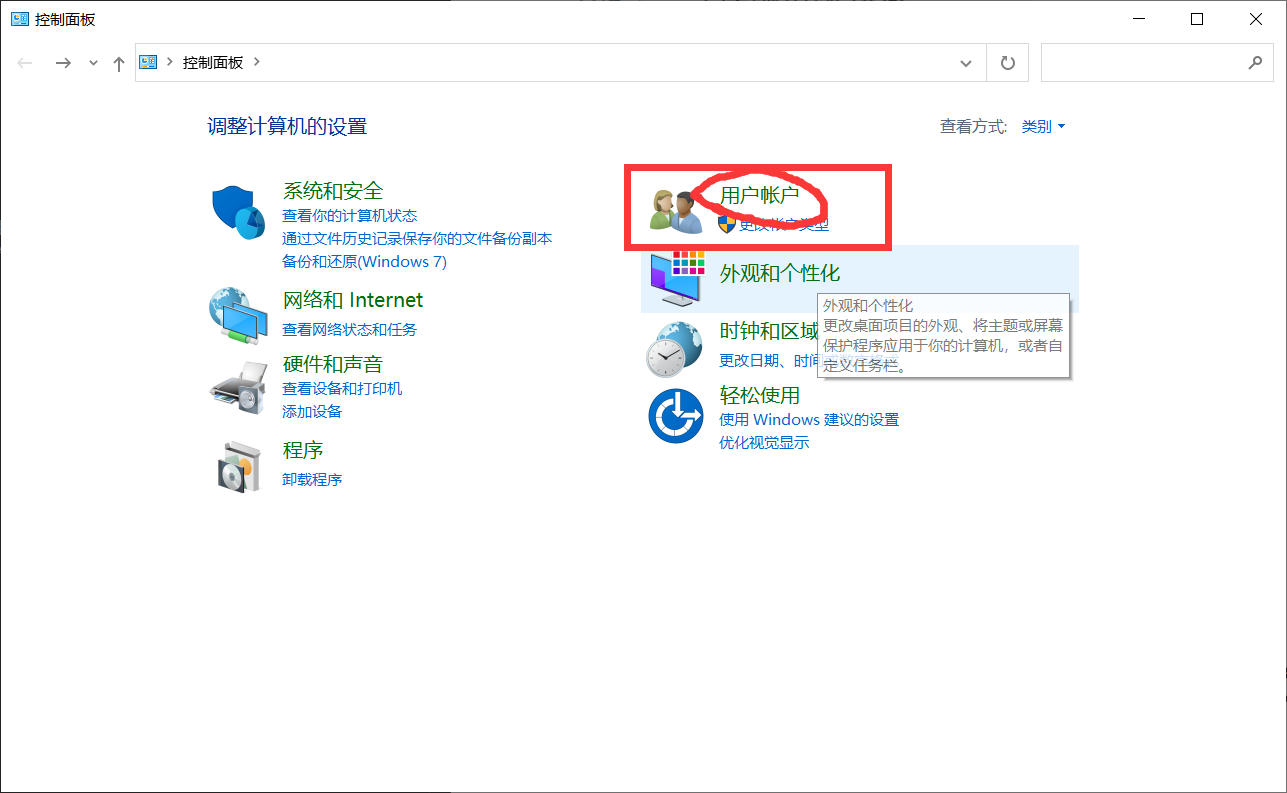 控制面板
控制面板
调整计算机的设置
查看方式: 类别
系统和安全
查看你的计算机状态
通过文件历史记录保存你的文件备份副本
备份和还原(Windows 7)
网络和 Internet
查看网络状态和任务
硬件和声音
查看设备和打印机
添加设备
程序
卸载程序
用户帐户
更改帐户类型
外观和个性化
外观和个性化
更改桌面项目的外观、将主题或屏幕
保护程序应用于你的计算机，或者自
定义任务栏。
时钟和区域
更改日期、时间
轻松使用
使用 Windows 建议的设置
优化视觉显示